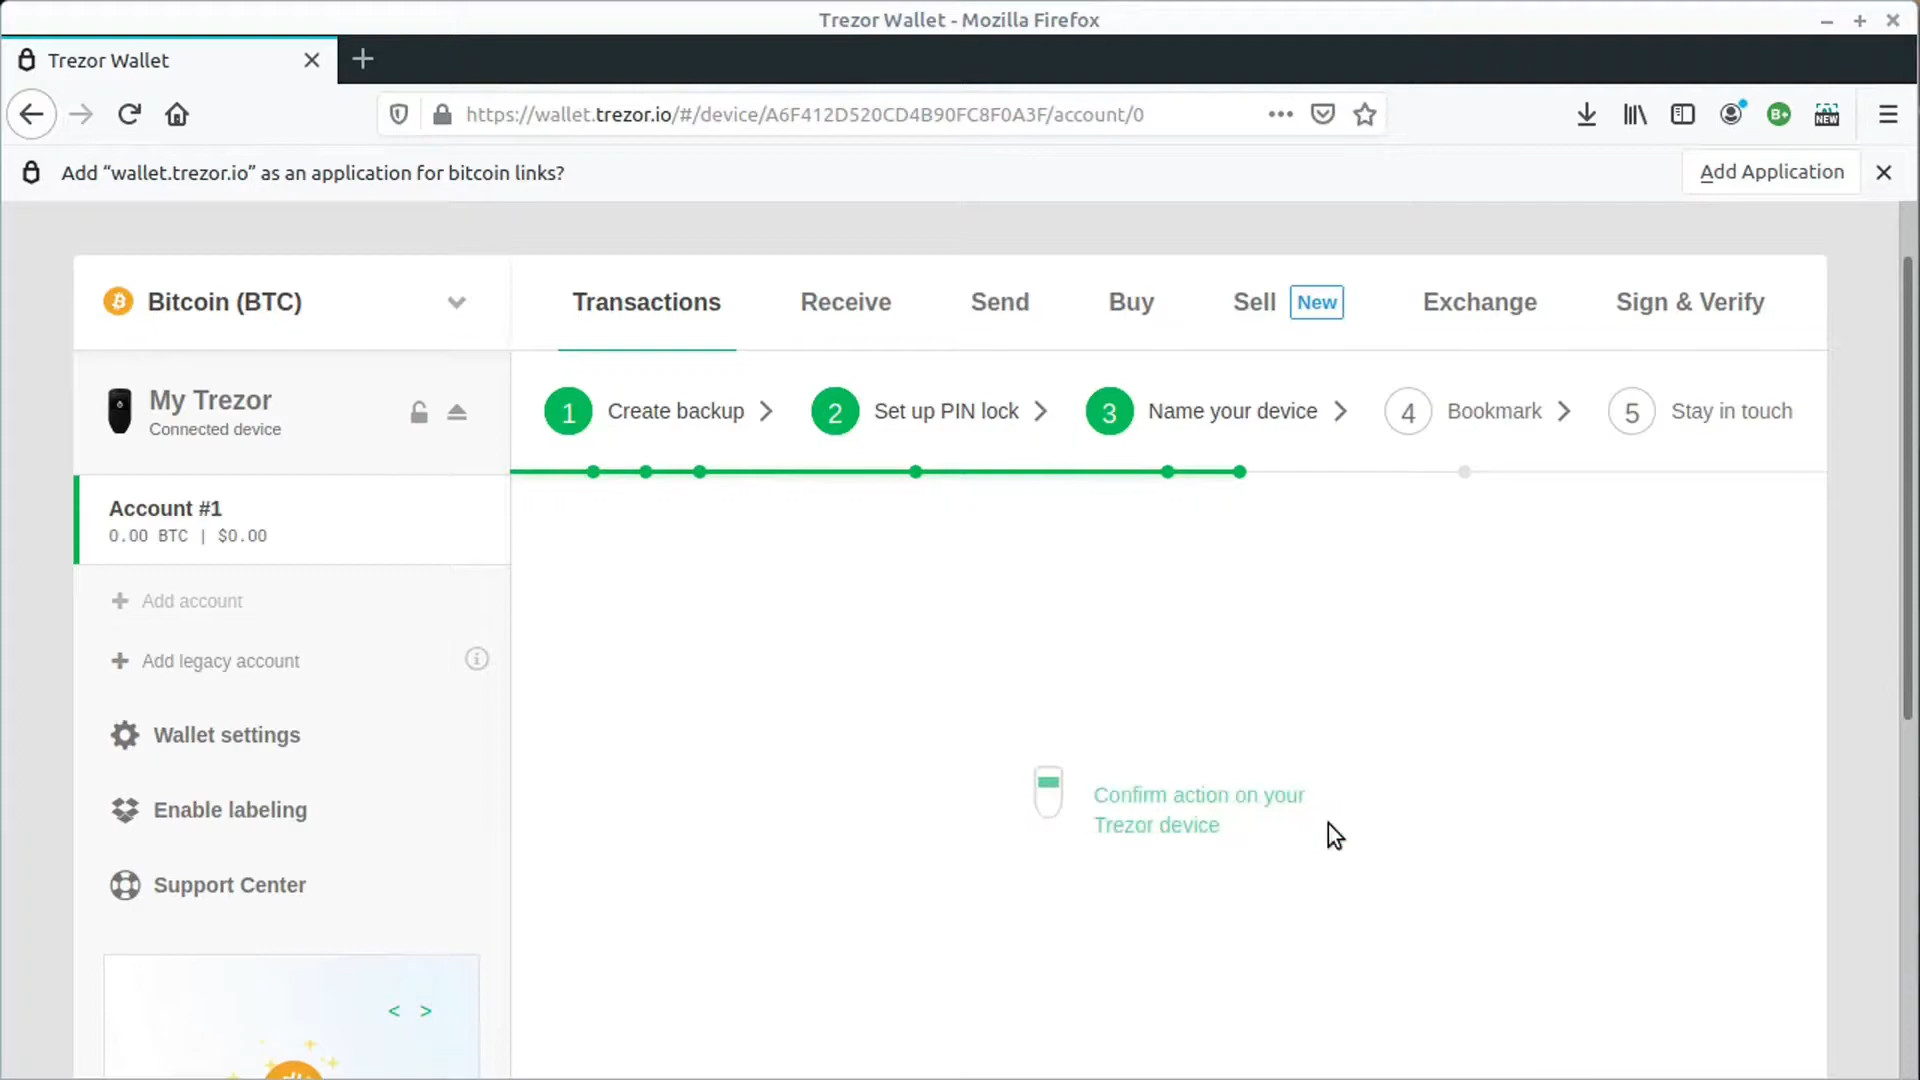 Trezor Wallet - Mozilla Firefox
Trezor Wallet
https://wallet.trezor.io/#/device/A6F412D520CD4B90FC8F0A3F/account/0
B+
NEW
Add “wallet.trezor.io” as an application for bitcoin links?
Add Application
Bitcoin (BTC)
Transactions
Receive
Send
Buy
Sell New
Exchange
Sign & Verify
My Trezor
Connected device
1 Create backup
2 Set up PIN lock
3 Name your device
4 Bookmark
5 Stay in touch
Account #1
0.00 BTC | $0.00
+ Add account
+ Add legacy account
Wallet settings
Enable labeling
Support Center
Confirm action on your
Trezor device
< >